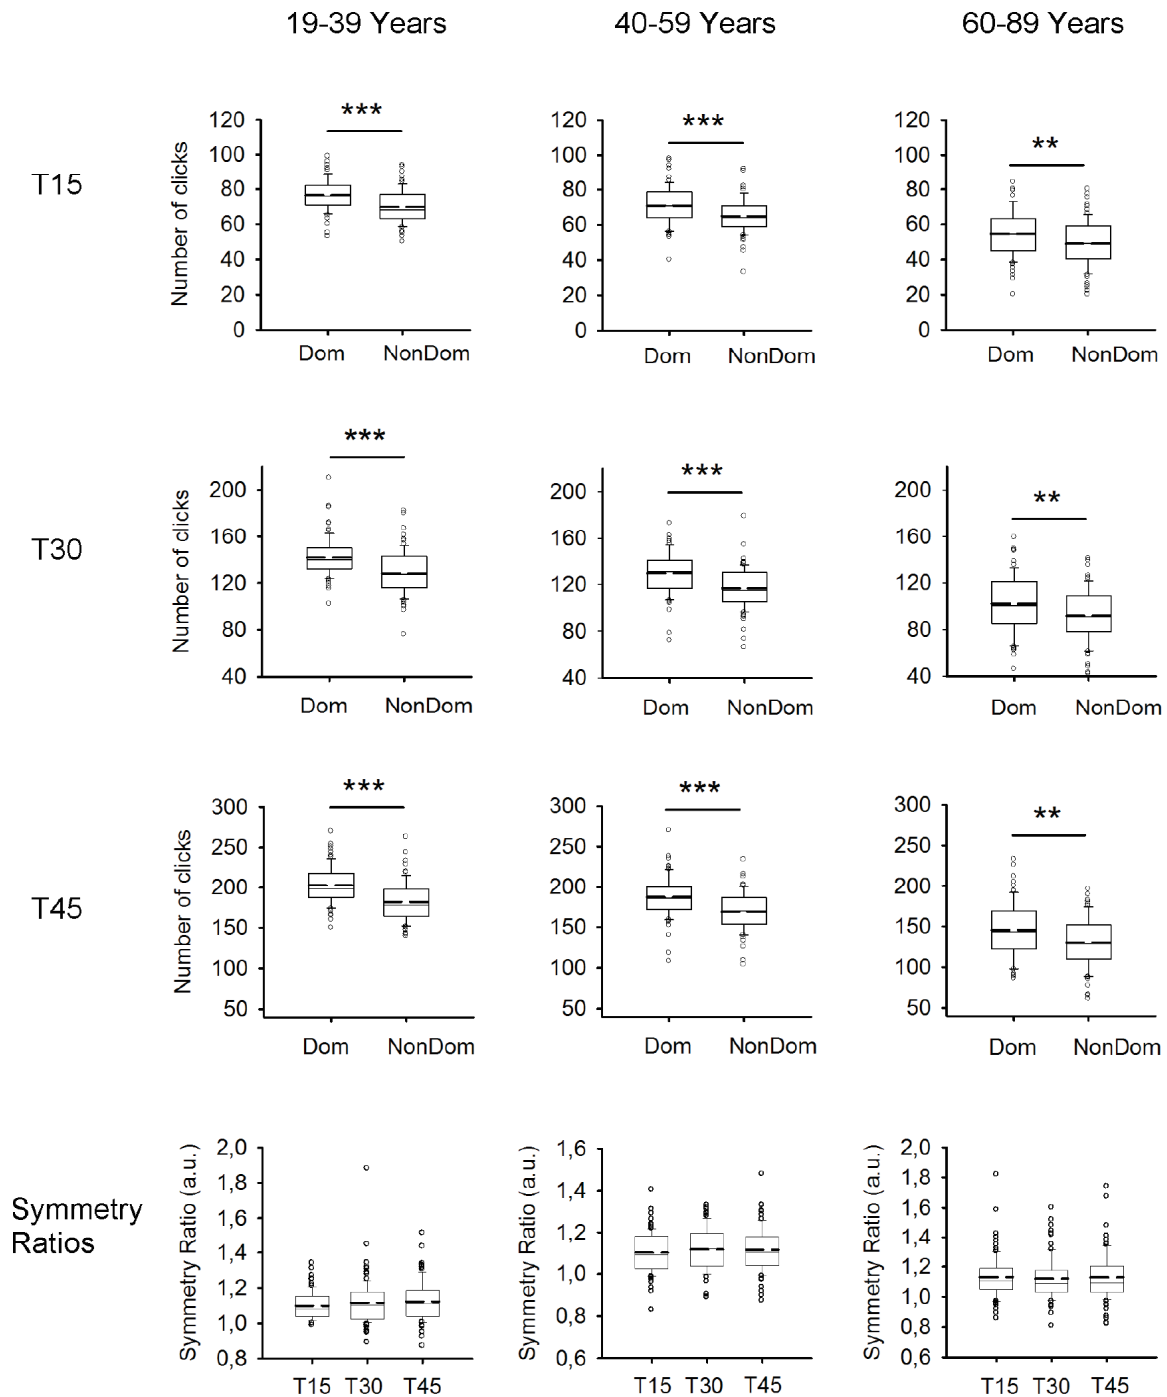 19-39 Years 40-59 Years 60-89 Years
T15
*** *** **
Number of clicks
120 100 80 60 40 20 0
120 100 80 60 40 20 0
120 100 80 60 40 20 0
Dom NonDom Dom NonDom Dom NonDom
T30
*** *** **
Number of clicks
200 160 120 80 40
200 160 120 80 40
200 160 120 80 40
Dom NonDom Dom NonDom Dom NonDom
T45
*** *** **
Number of clicks
300 250 200 150 100 50
300 250 200 150 100 50
300 250 200 150 100 50
Dom NonDom Dom NonDom Dom NonDom
Symmetry
Ratios
Symmetry Ratio (a.u.)
2,0 1,8 1,6 1,4 1,2 1,0 0,8
Symmetry Ratio (a.u.)
1,6 1,4 1,2 1,0 0,8 0,6
Symmetry Ratio (a.u.)
2,0 1,8 1,6 1,4 1,2 1,0 0,8 0,6
T15 T30 T45 T15 T30 T45 T15 T30 T45